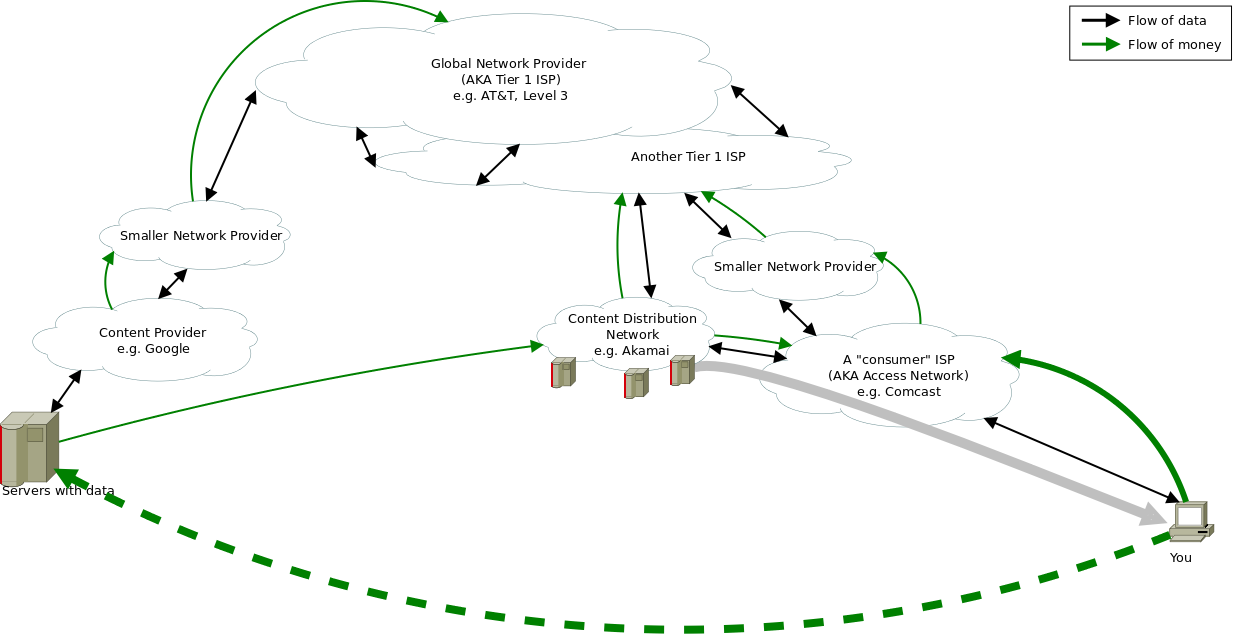 Flow of data
Flow of money
Global Network Provider
(AKA Tier 1 ISP)
e.g. AT&T, Level 3
Another Tier 1 ISP
Smaller Network Provider
Smaller Network Provider
Content Provider
e.g. Google
Content Distribution
Network
e.g. Akamai
A "consumer" ISP
(AKA Access Network)
e.g. Comcast
Servers with data
You